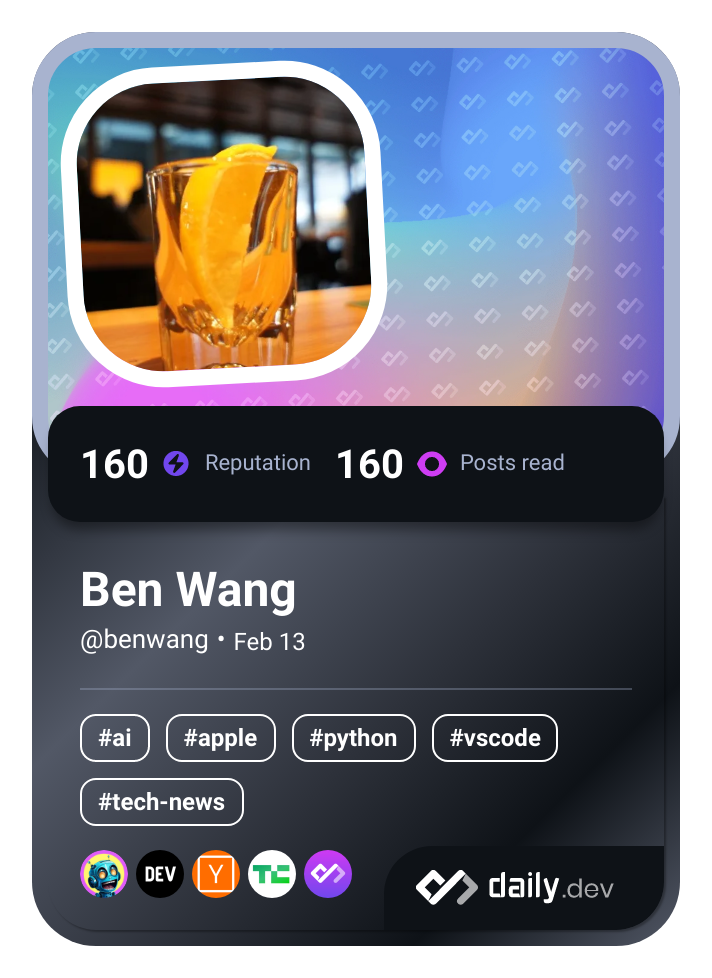 160 Reputation 160 Posts read
Ben Wang
@benwang • Feb 13
#ai #apple #python #vscode
#tech-news
DEV Y TC daily.dev